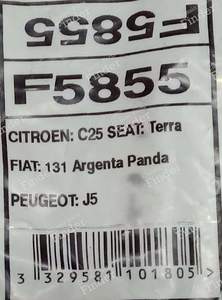 F5855
F5855
CITROEN: C25 SEAT: Terra
FIAT: 131 Argenta Panda
PEUGEOT: J5
3 329581 101805 >